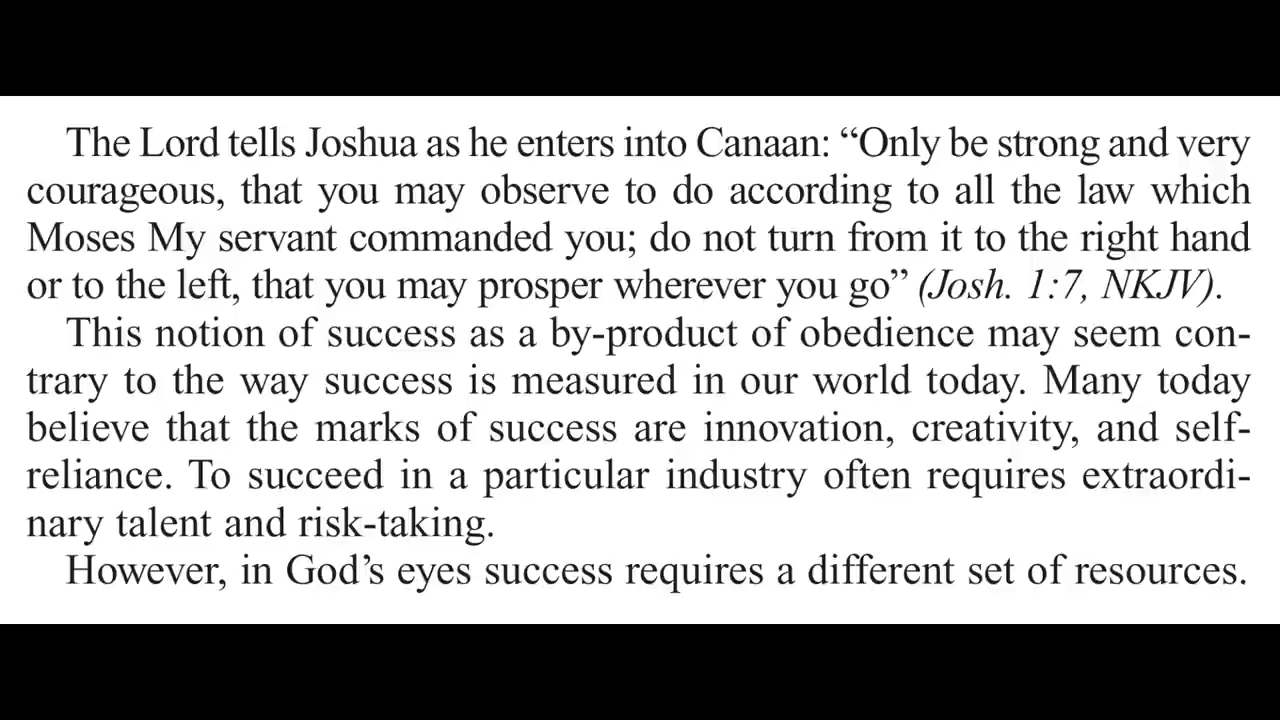 The Lord tells Joshua as he enters into Canaan: “Only be strong and very
courageous, that you may observe to do according to all the law which
Moses My servant commanded you; do not turn from it to the right hand
or to the left, that you may prosper wherever you go” (Josh. 1:7, NKJV).
This notion of success as a by-product of obedience may seem con-
trary to the way success is measured in our world today. Many today
believe that the marks of success are innovation, creativity, and self-
reliance. To succeed in a particular industry often requires extraordi-
nary talent and risk-taking.
However, in God’s eyes success requires a different set of resources.